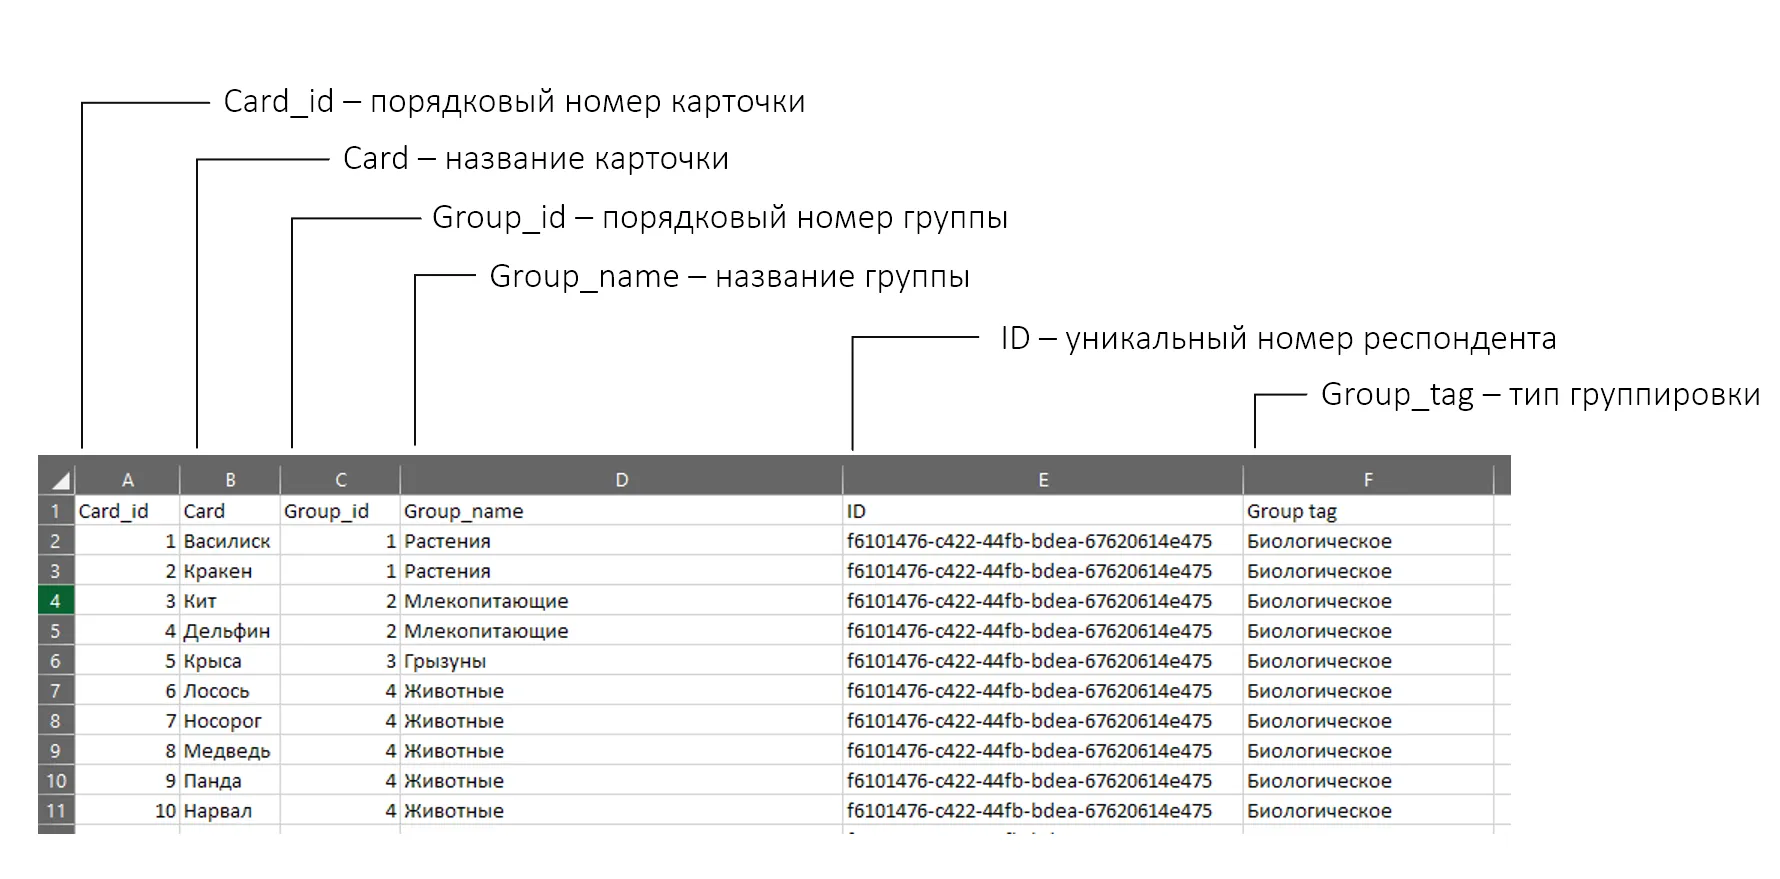 Card_id – порядковый номер карточки
Card – название карточки
Group_id – порядковый номер группы
Group_name – название группы
ID – уникальный номер респондента
Group_tag – тип группировки
A B C D E F
1 Card_id Card Group_id Group_name ID Group tag
2 1 Василиск 1 Растения f6101476-c422-44fb-bdea-67620614e475 Биологическое
3 2 Кракен 1 Растения f6101476-c422-44fb-bdea-67620614e475 Биологическое
4 3 Кит 2 Млекопитающие f6101476-c422-44fb-bdea-67620614e475 Биологическое
5 4 Дельфин 2 Млекопитающие f6101476-c422-44fb-bdea-67620614e475 Биологическое
6 5 Крыса 3 Грызуны f6101476-c422-44fb-bdea-67620614e475 Биологическое
7 6 Лосось 4 Животные f6101476-c422-44fb-bdea-67620614e475 Биологическое
8 7 Носорог 4 Животные f6101476-c422-44fb-bdea-67620614e475 Биологическое
9 8 Медведь 4 Животные f6101476-c422-44fb-bdea-67620614e475 Биологическое
10 9 Панда 4 Животные f6101476-c422-44fb-bdea-67620614e475 Биологическое
11 10 Нарвал 4 Животные f6101476-c422-44fb-bdea-67620614e475 Биологическое